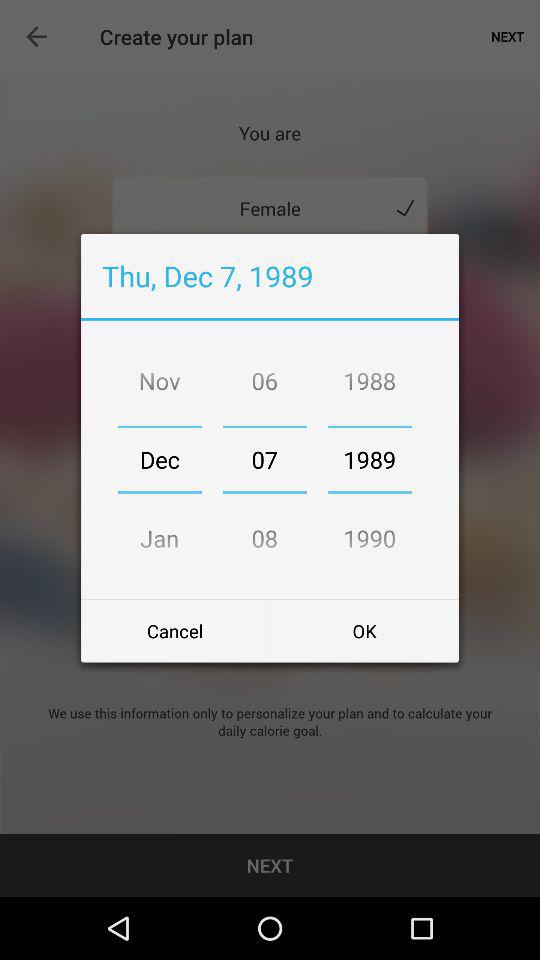 Create your plan
NEXT
You are
Female
Thu, Dec 7, 1989
Nov 06 1988
Dec 07 1989
Jan 08 1990
Cancel OK
We use this information only to personalize your plan and to calculate your
daily calorie goal.
NEXT